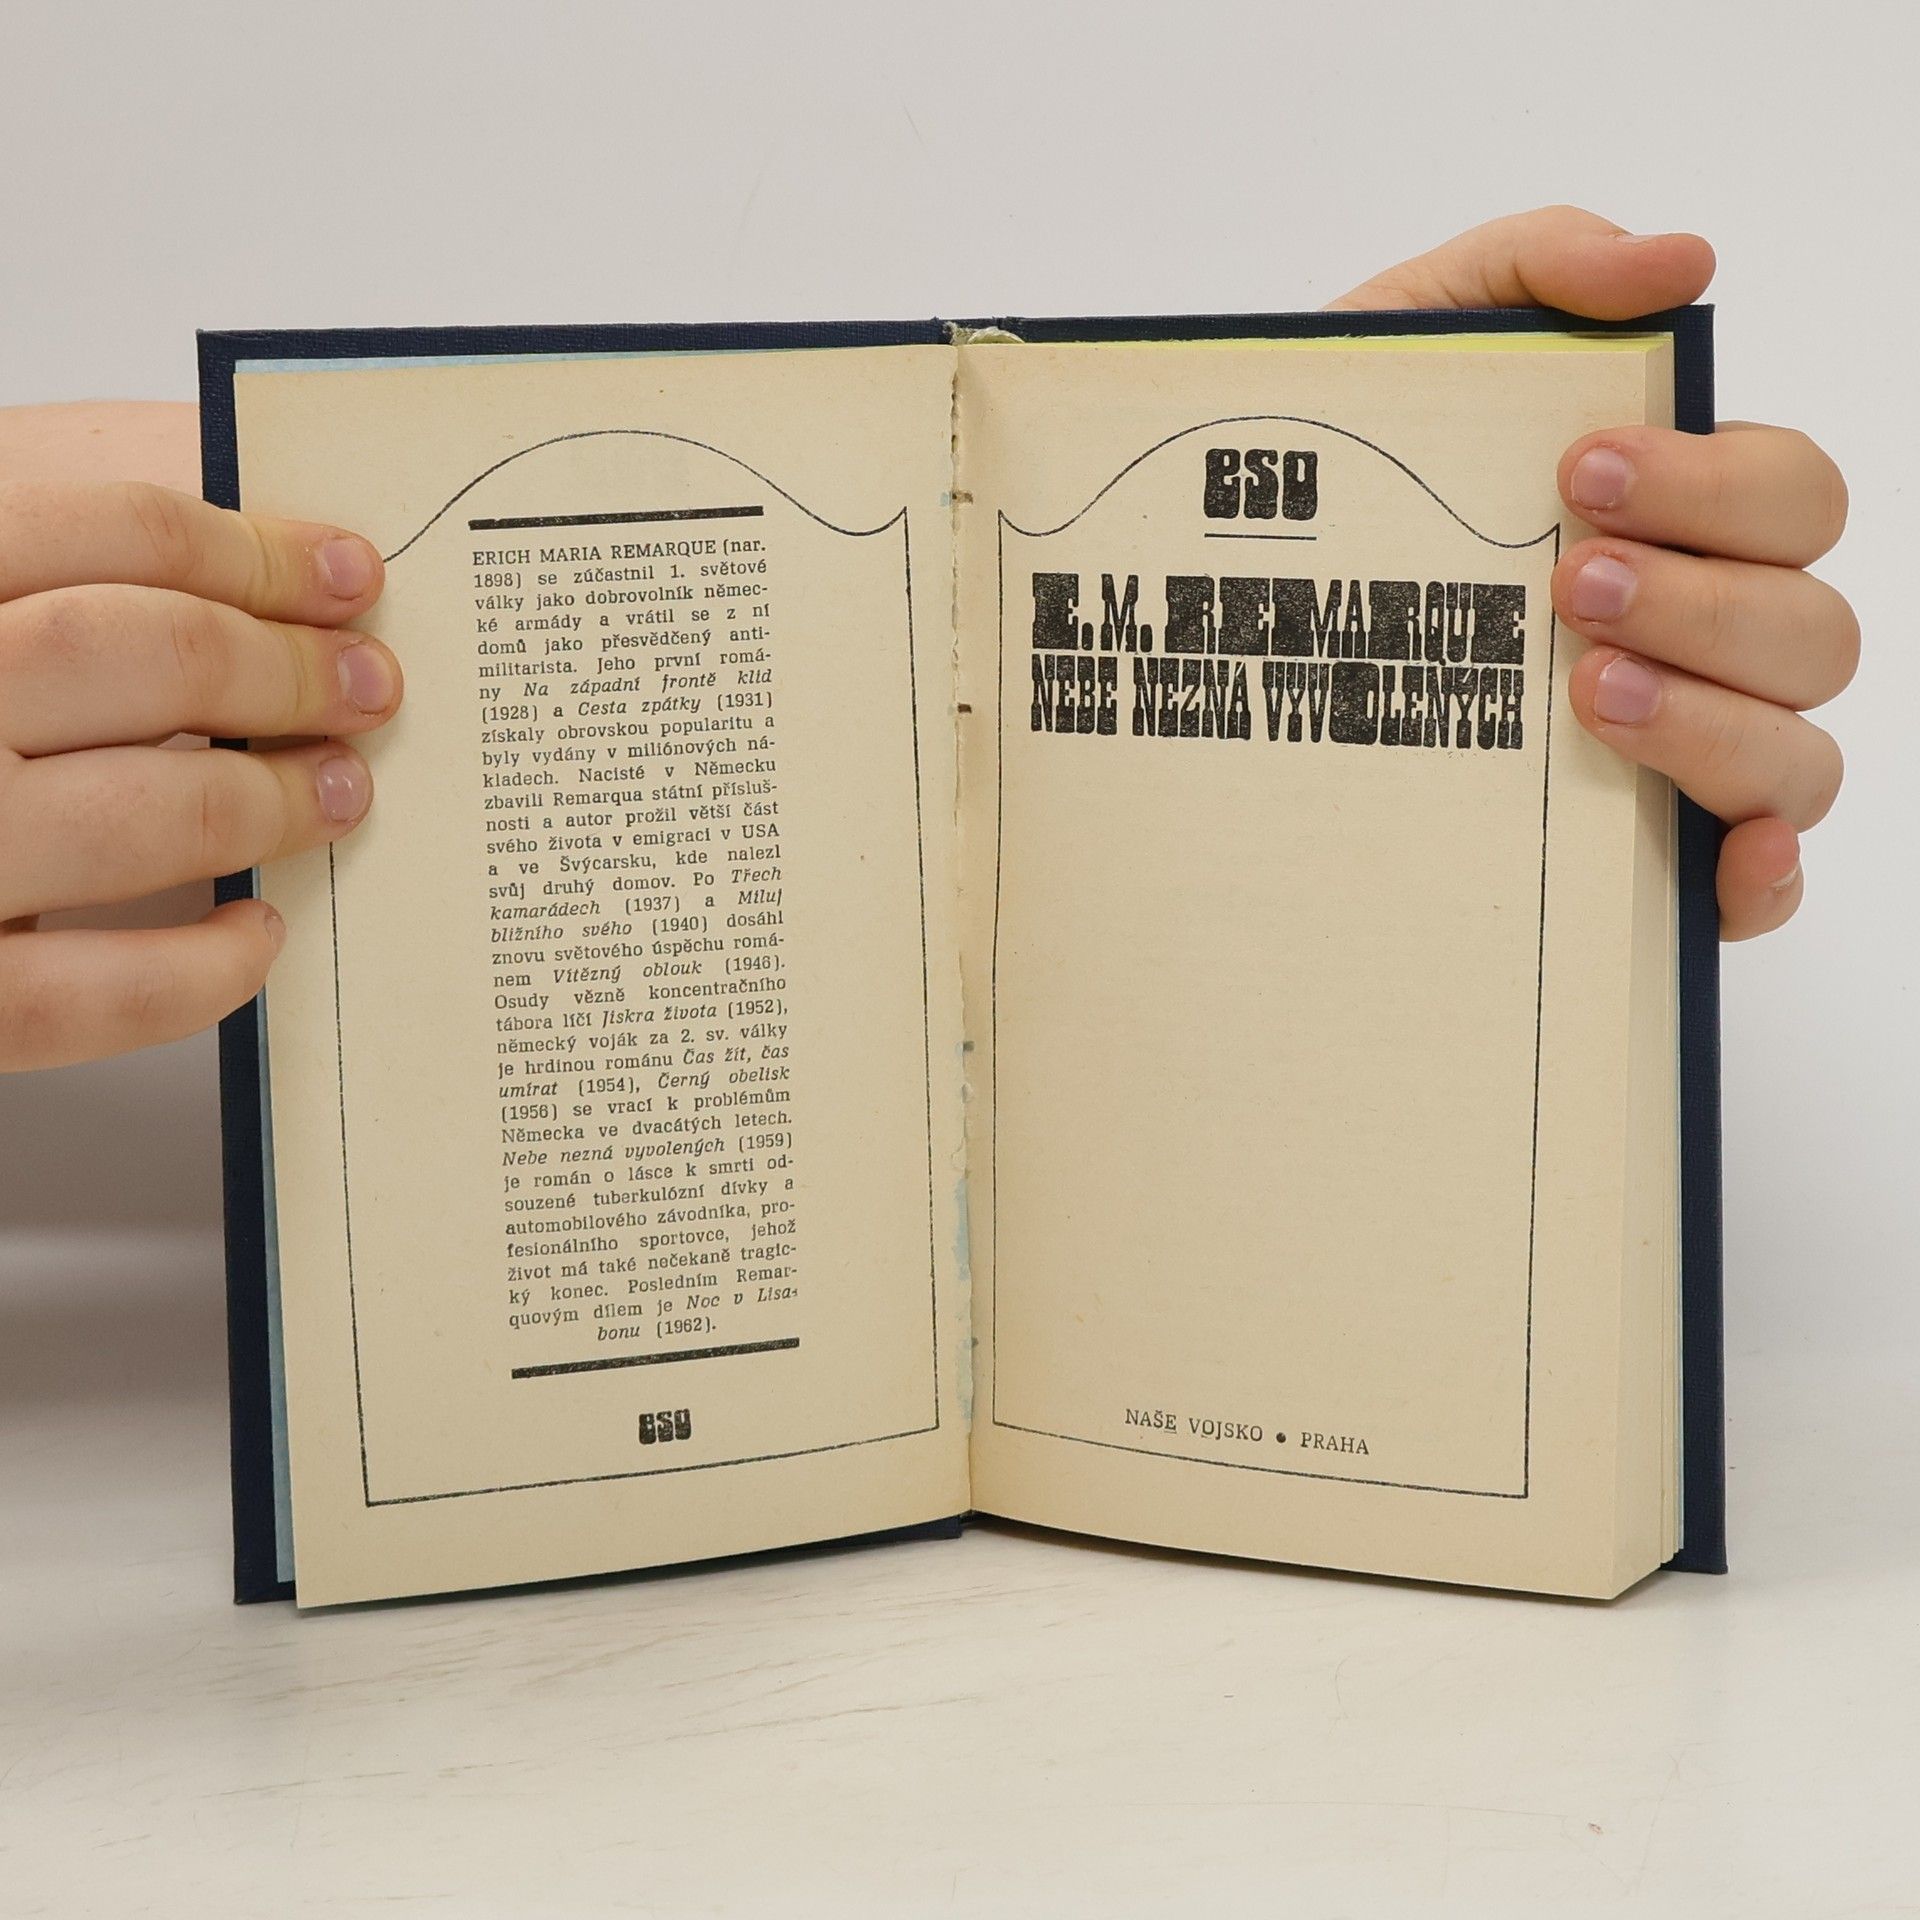 ERICH MARIA REMARQUE (nar.
1898) se zúčastnil 1. světové
války jako dobrovolník němec-
ké armády a vrátil se z ní
domů jako přesvědčený anti-
militarista. Jeho první romá-
ny Na západní frontě klid
(1928) a Cesta zpátky (1931)
získaly obrovskou popularitu a
byly vydány v miliónových ná-
kladech. Nacisté v Německu
zbavili Remarqua státní přísluš-
nosti a autor prožil větší část
svého života v emigraci v USA
a ve Švýcarsku, kde nalezl
svůj druhý domov. Po Třech
kamarádech (1937) a Miluj
bližního svého (1940) dosáhl
znovu světového úspěchu romá-
nem Vítězný oblouk (1946).
Osudy vězně koncentračního
tábora líčí Jiskra života (1952),
německý voják za 2. sv. války
je hrdinou románu Čas žít, čas
umírat (1954), Černý obelisk
(1956) se vrací k problémům
Německa ve dvacátých letech.
Nebe nezná vyvolených (1959)
je román o lásce k smrti od-
souzené tuberkulózní dívky a
automobilového závodníka, pro-
fesionálního sportovce, jehož
život má také nečekaně tragic-
ký konec. Posledním Remar-
quovým dílem je Noc v Lisa-
bonu (1962).
eso
eso
E. M. REMARQUE
NEBE NEZNÁ VYVOLENÝCH
NAŠE VOJSKO • PRAHA